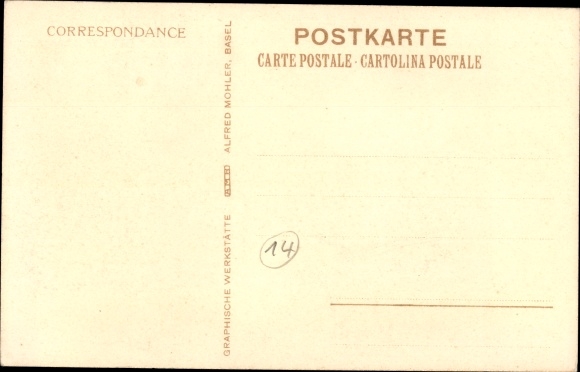 CORRESPONDANCE
POSTKARTE
CARTE POSTALE · CARTOLINA POSTALE
GRAPHISCHE WERKSTÄTTE ALFRED MOHLER, BASEL
14